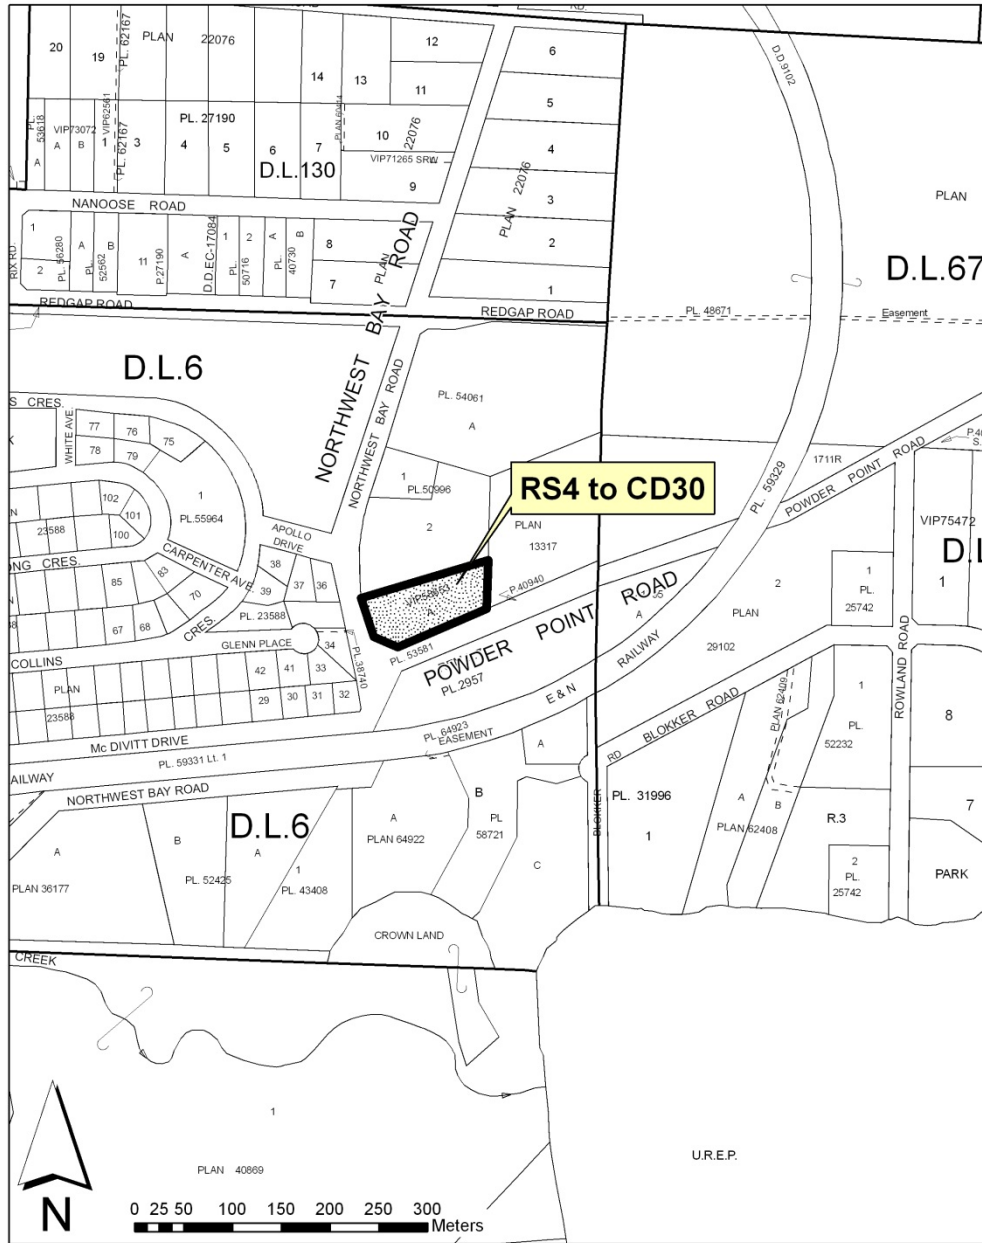 RD.
20
19
PL. 62167
PLAN 22076
12
6
D.D.9102
14
13
11
5
PL. 53618
VIP73072
VIP62561
PL. 62167
PL. 27190
PLAN 60414
10
22076
4
A
A
B
1
3
4
5
6
7
VIP71265 SRW
D.L.130
9
PLAN 22076
3
PLAN
NANOOSE ROAD
2
RIX RD.
1
2
PL. 56280
A
PL. 52562
B
11
P.27190
A
D.D.EC-17084
1
PL. 50716
2
A
PL. 40730
B
8
7
PLAN
1
D.L.67
REDGAP ROAD
REDGAP ROAD
PL. 48671
Easement
NORTHWEST BAY ROAD
D.L.6
NORTHWEST BAY ROAD
PL. 54061
A
S CRES.
WHITE AVE.
77
76
75
78
79
1711R
POWDER POINT ROAD
1
PL.50996
RS4 to CD30
PL. 59329
102
101
100
1
PL.55964
23588
2
PLAN
13317
VIP75472
D.L
APOLLO
DRIVE
ONG CRES.
CARPENTER AVE.
38
37
36
39
85
83
70
P.40940
A
A
POWDER POINT ROAD
2
PLAN
29102
1
PL.
25742
1
67
68
CRES.
PL. 23588
GLENN PLACE
34
PL.38740
PL. 53581
PL.2957
RAILWAY
E & N
COLLINS
PLAN
23588
42
41
33
29
30
31
32
BLOKKER ROAD
PLAN 62409
1
PL.
52232
ROWLAND ROAD
8
Mc DIVITT DRIVE
PL. 64923
EASEMENT
PL. 59331 Lt. 1
A
RD
AILWAY
NORTHWEST BAY ROAD
BLOKKER
PL. 31996
1
A
B
PLAN 62408
R.3
7
D.L.6
B
PL
58721
A
PLAN 64922
A
PLAN 36177
B
PL. 52425
A
1
PL. 43408
C
2
PL.
25742
PARK
CROWN LAND
CREEK
1
PLAN 40869
U.R.E.P.
N
0 25 50 100 150 200 250 300
Meters